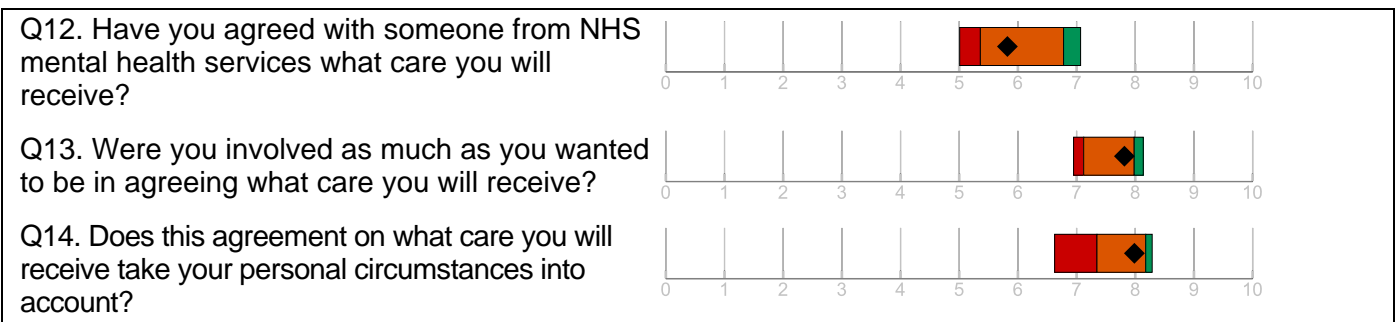 Q12. Have you agreed with someone from NHS
mental health services what care you will
receive?
0 1 2 3 4 5 6 7 8 9 10
Q13. Were you involved as much as you wanted
to be in agreeing what care you will receive?
0 1 2 3 4 5 6 7 8 9 10
Q14. Does this agreement on what care you will
receive take your personal circumstances into
account?
0 1 2 3 4 5 6 7 8 9 10